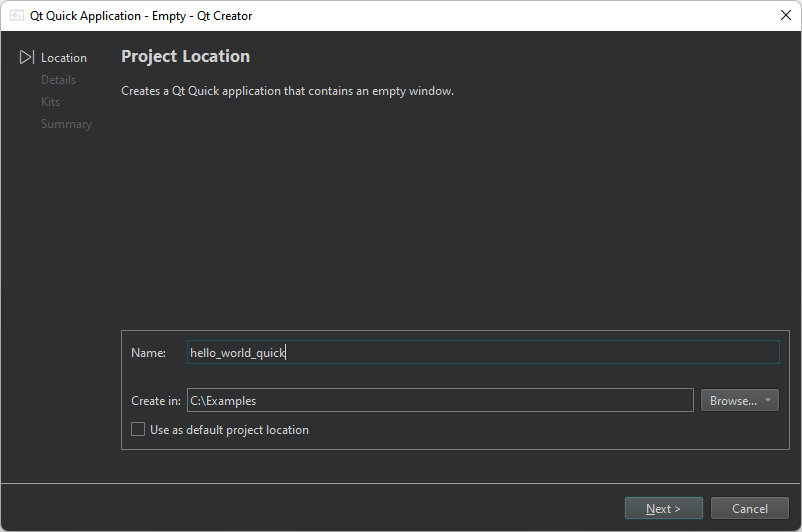 Qt Quick Application - Empty - Qt Creator
Location
Details
Kits
Summary
Project Location
Creates a Qt Quick application that contains an empty window.
Name: hello_world_quick
Create in: C:\Examples Browse...
Use as default project location
Next > Cancel